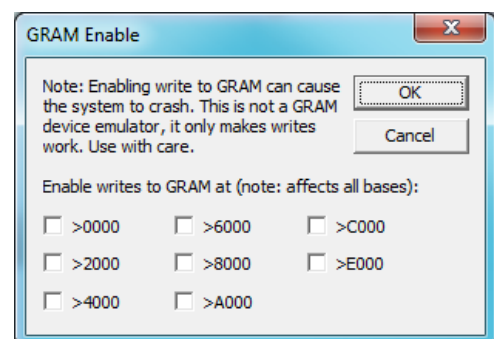 GRAM Enable
Note: Enabling write to GRAM can cause
the system to crash. This is not a GRAM
device emulator, it only makes writes
work. Use with care.
OK
Cancel
Enable writes to GRAM at (note: affects all bases):
>0000 >6000 >C000
>2000 >8000 >E000
>4000 >A000